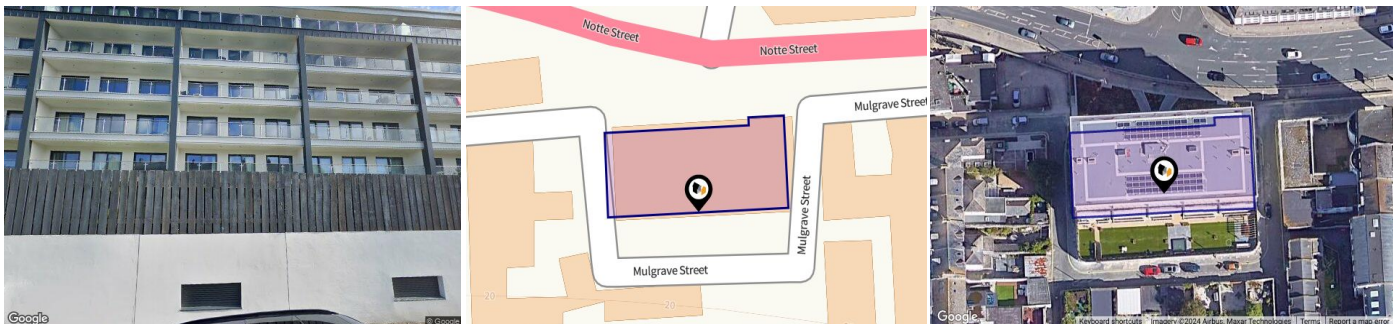 Google
© Google
Notte Street
Notte Street
Mulgrave Street
Mulgrave Street
Mulgrave Street
20
20
Google
Keyboard shortcuts
Imagery ©2024 Airbus, Maxar Technologies
Terms
Report a map error